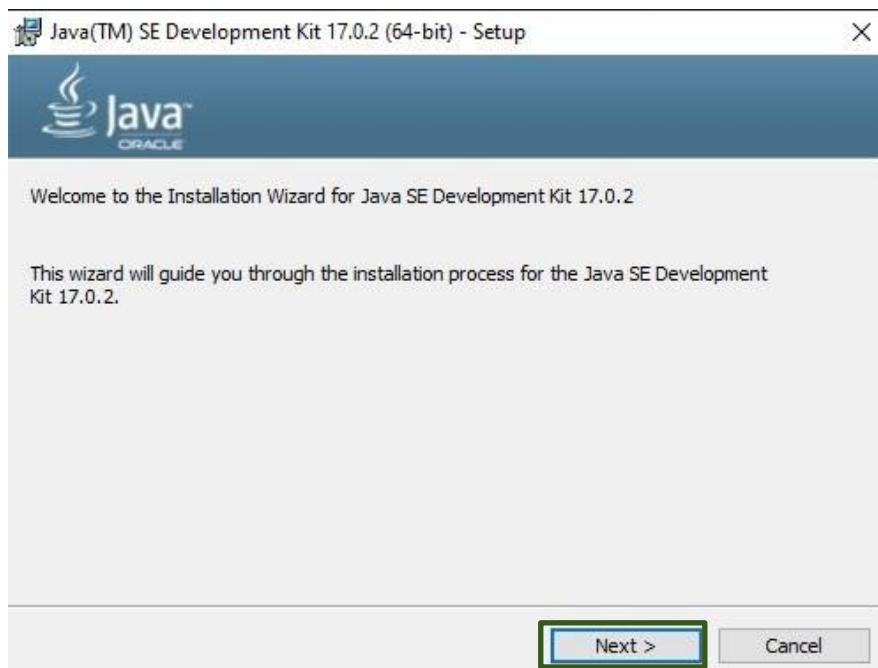 Java(TM) SE Development Kit 17.0.2 (64-bit) - Setup
Java™
ORACLE
Welcome to the Installation Wizard for Java SE Development Kit 17.0.2
This wizard will guide you through the installation process for the Java SE Development
Kit 17.0.2.
Next > Cancel